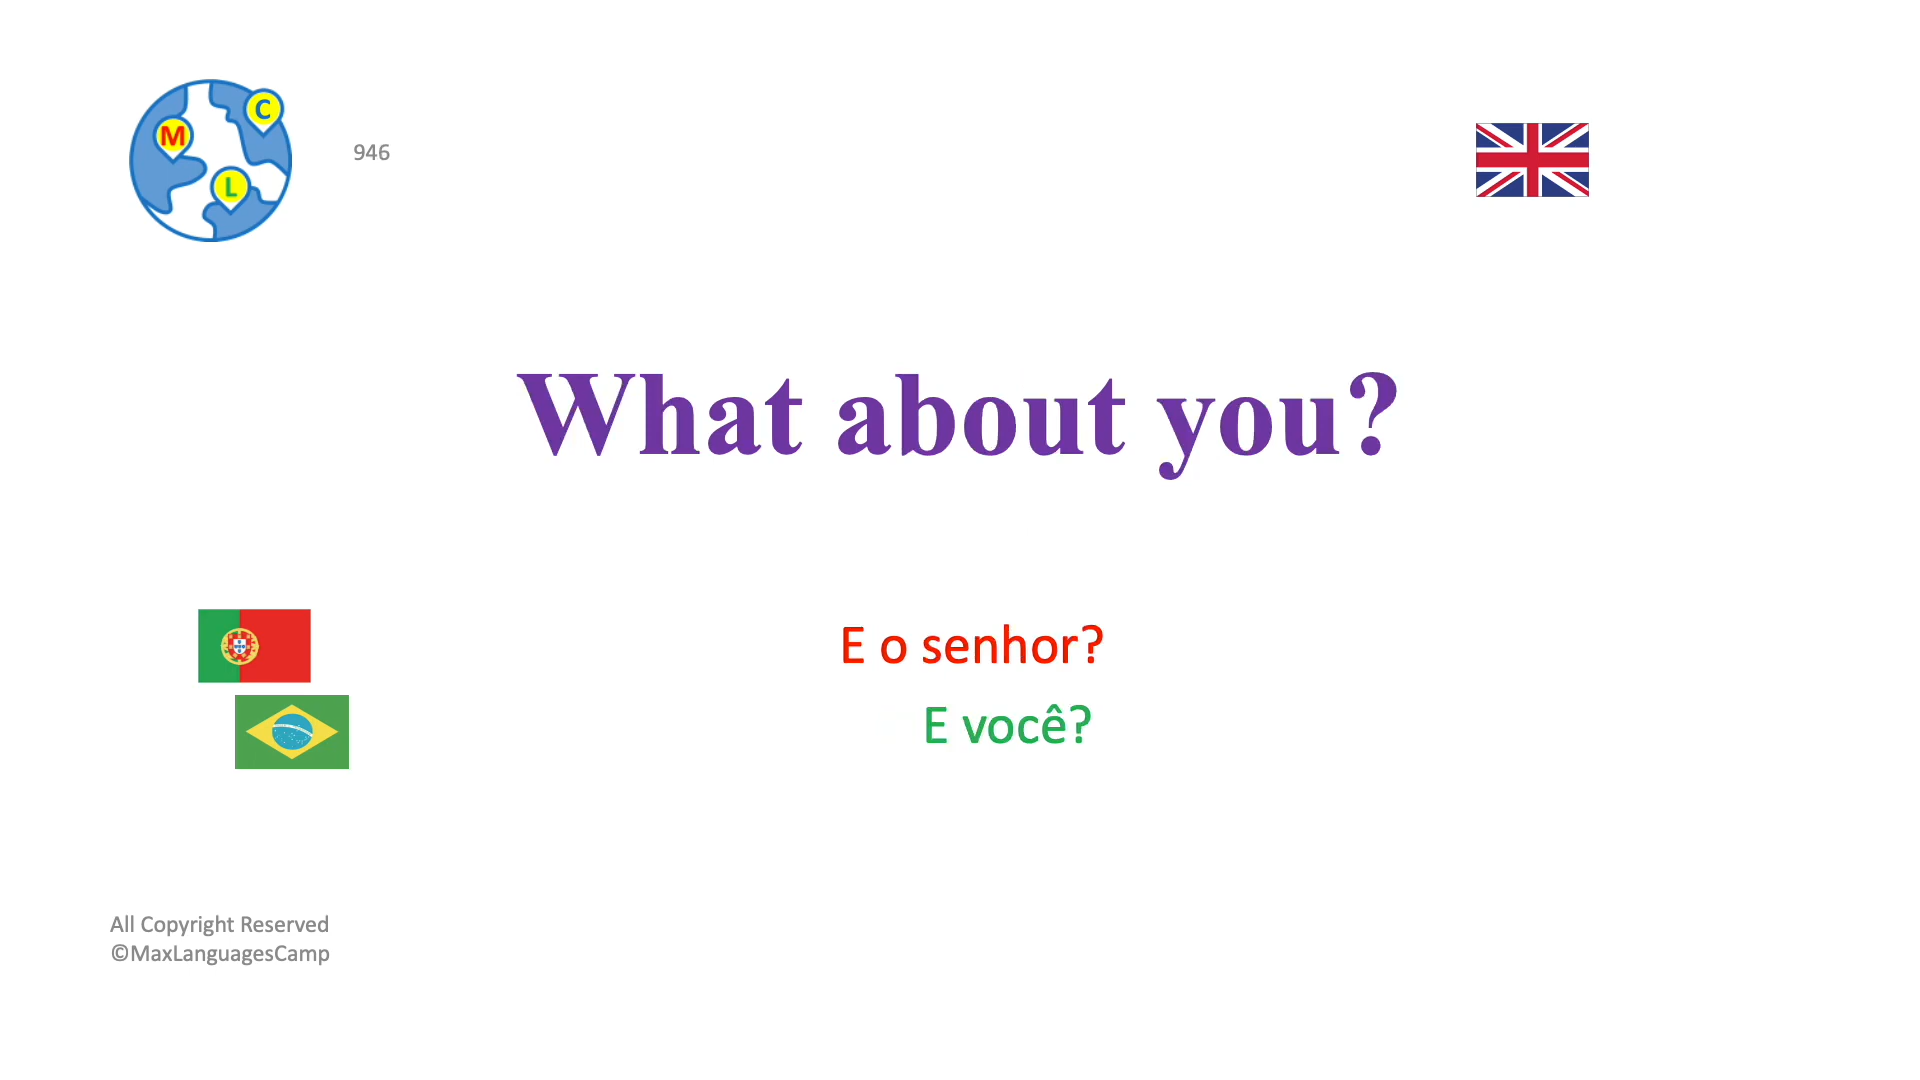 M
C
L
946
What about you?
E o senhor?
E você?
All Copyright Reserved
©MaxLanguagesCamp